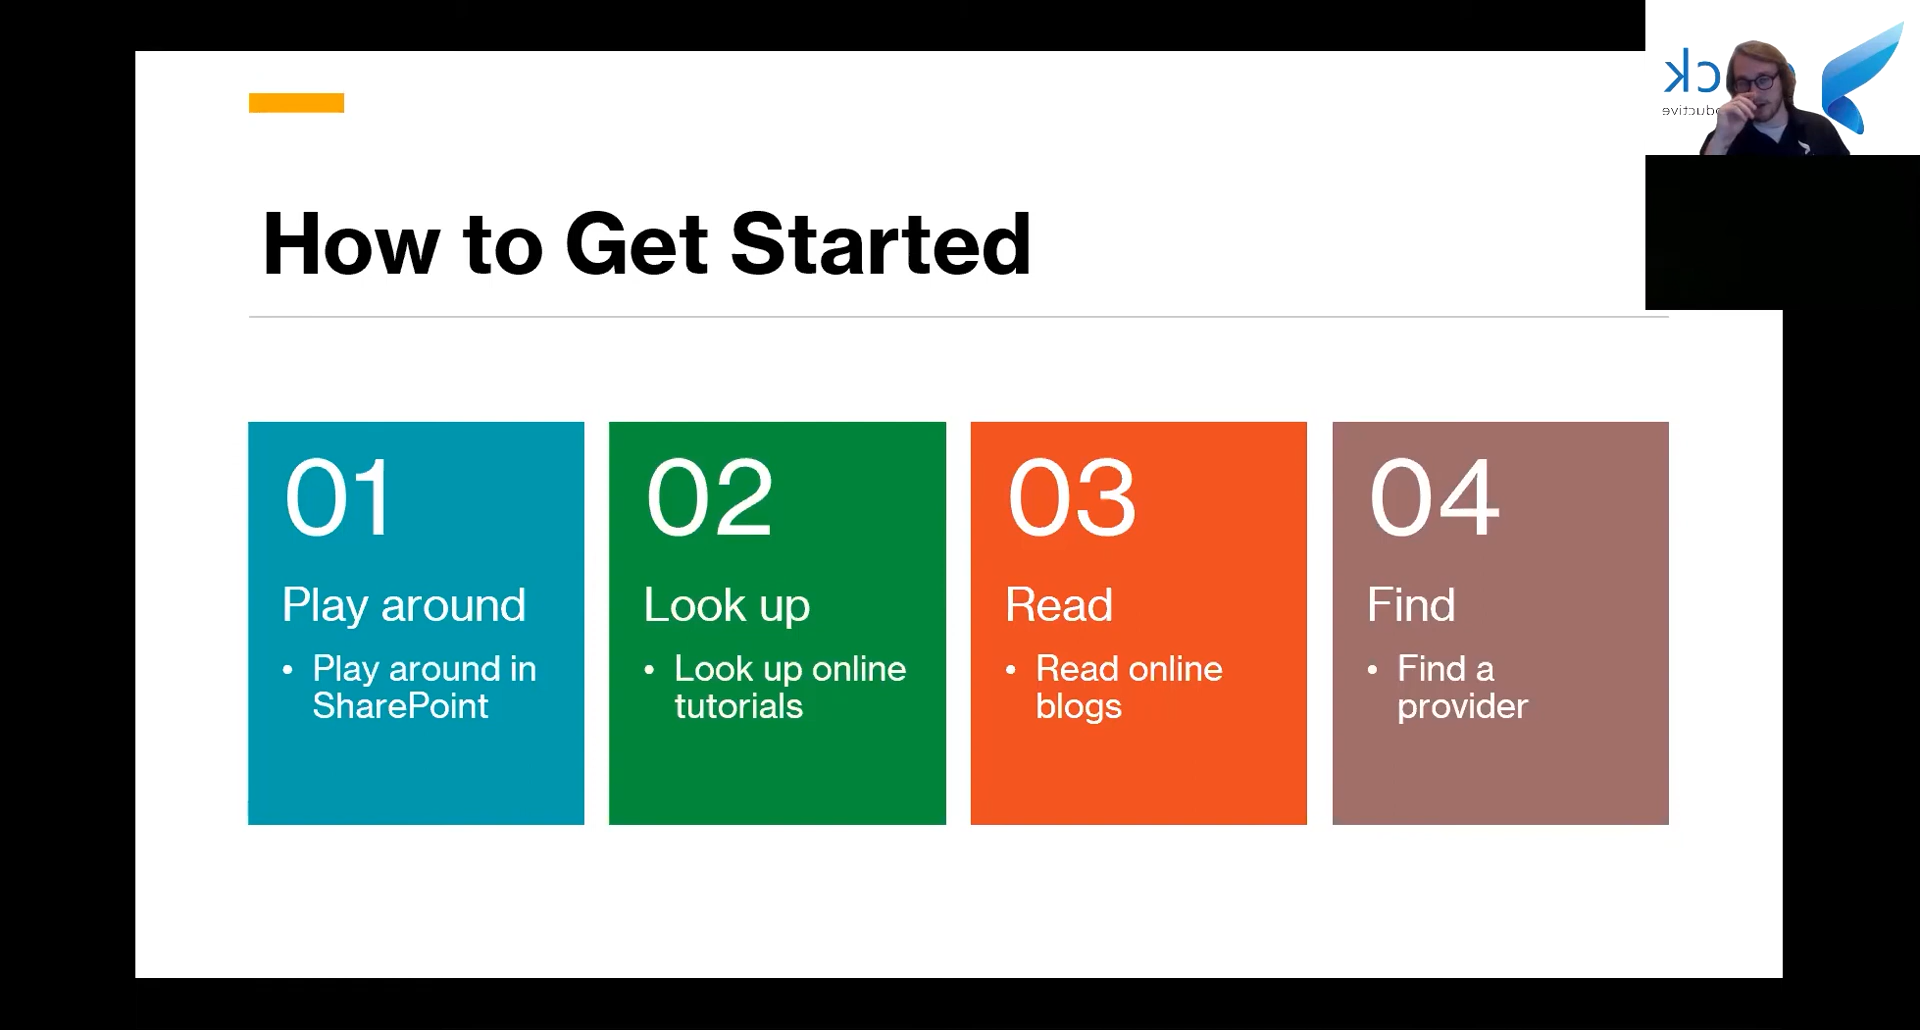 How to Get Started
01
Play around
• Play around in
SharePoint
02
Look up
• Look up online
tutorials
03
Read
• Read online
blogs
04
Find
• Find a
provider